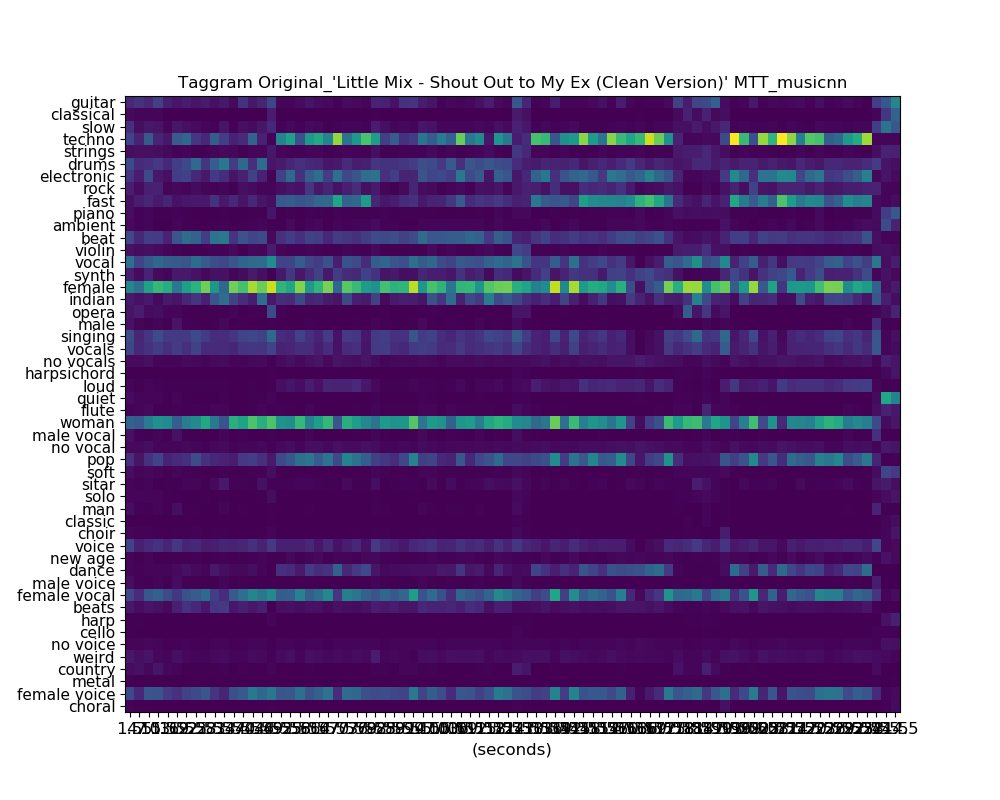 Taggram Original_'Little Mix - Shout Out to My Ex (Clean Version)' MTT_musicnn
guitar
classical
slow
techno
strings
drums
electronic
rock
fast
piano
ambient
beat
violin
vocal
synth
female
indian
opera
male
singing
vocals
no vocals
harpsichord
loud
quiet
flute
woman
male vocal
no vocal
pop
soft
sitar
solo
man
classic
choir
voice
new age
dance
male voice
female vocal
beats
harp
cello
no voice
weird
country
metal
female voice
choral
(seconds)